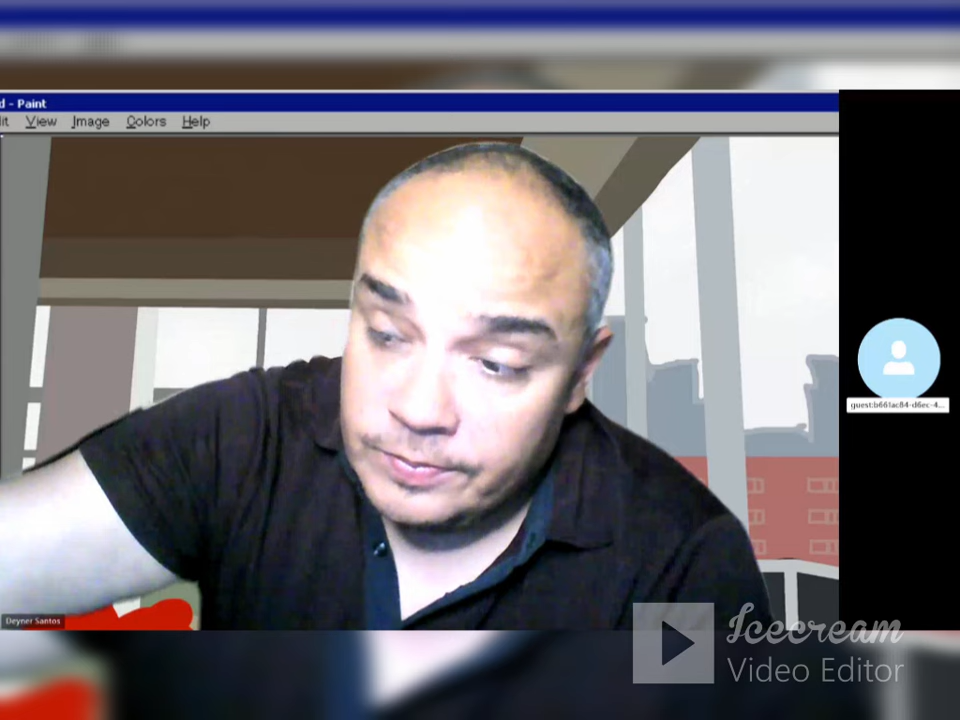 d - Paint
it View Image Colors Help
guest:b661ac84-d6ec-4...
Deyner Santos
Icecream
Video Editor